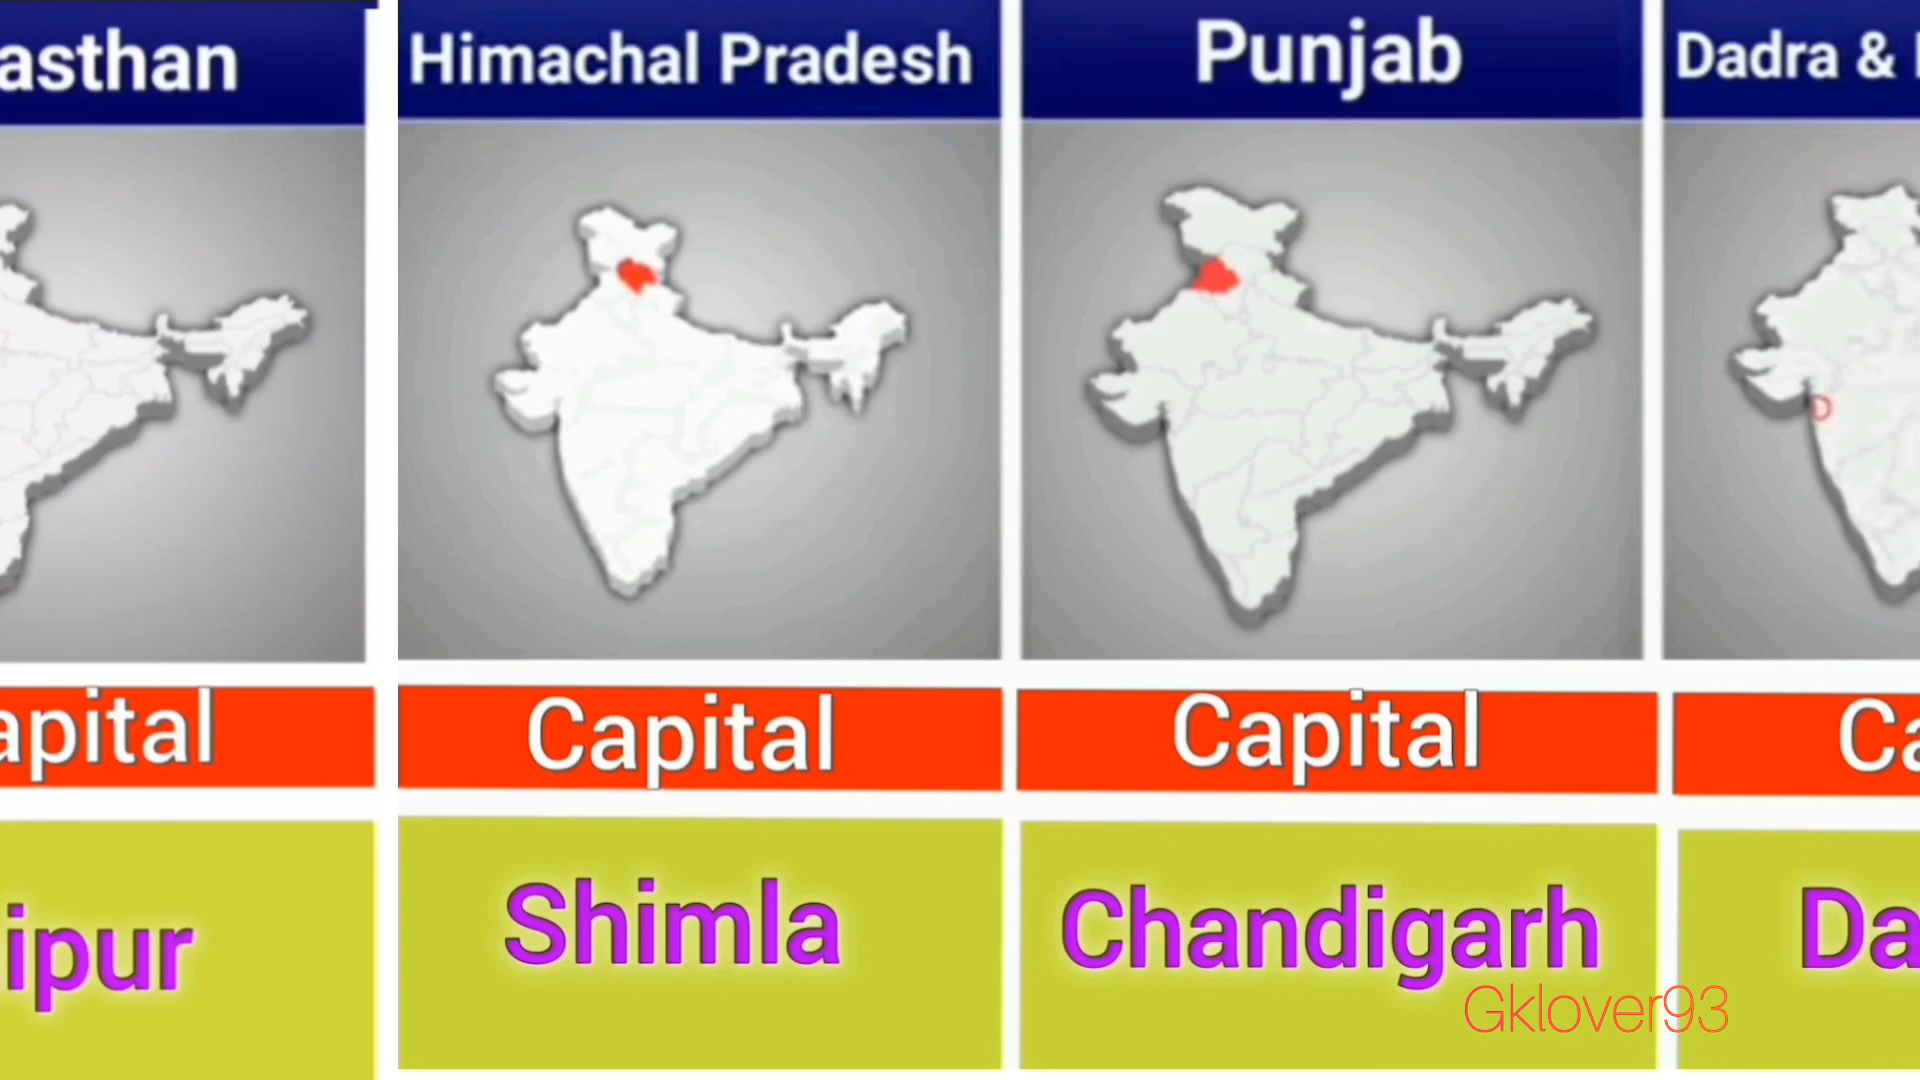 asthan
Himachal Pradesh
Punjab
Dadra &
apital
Capital
Capital
Ca
ipur
Shimla
Chandigarh
Da
Gklover93